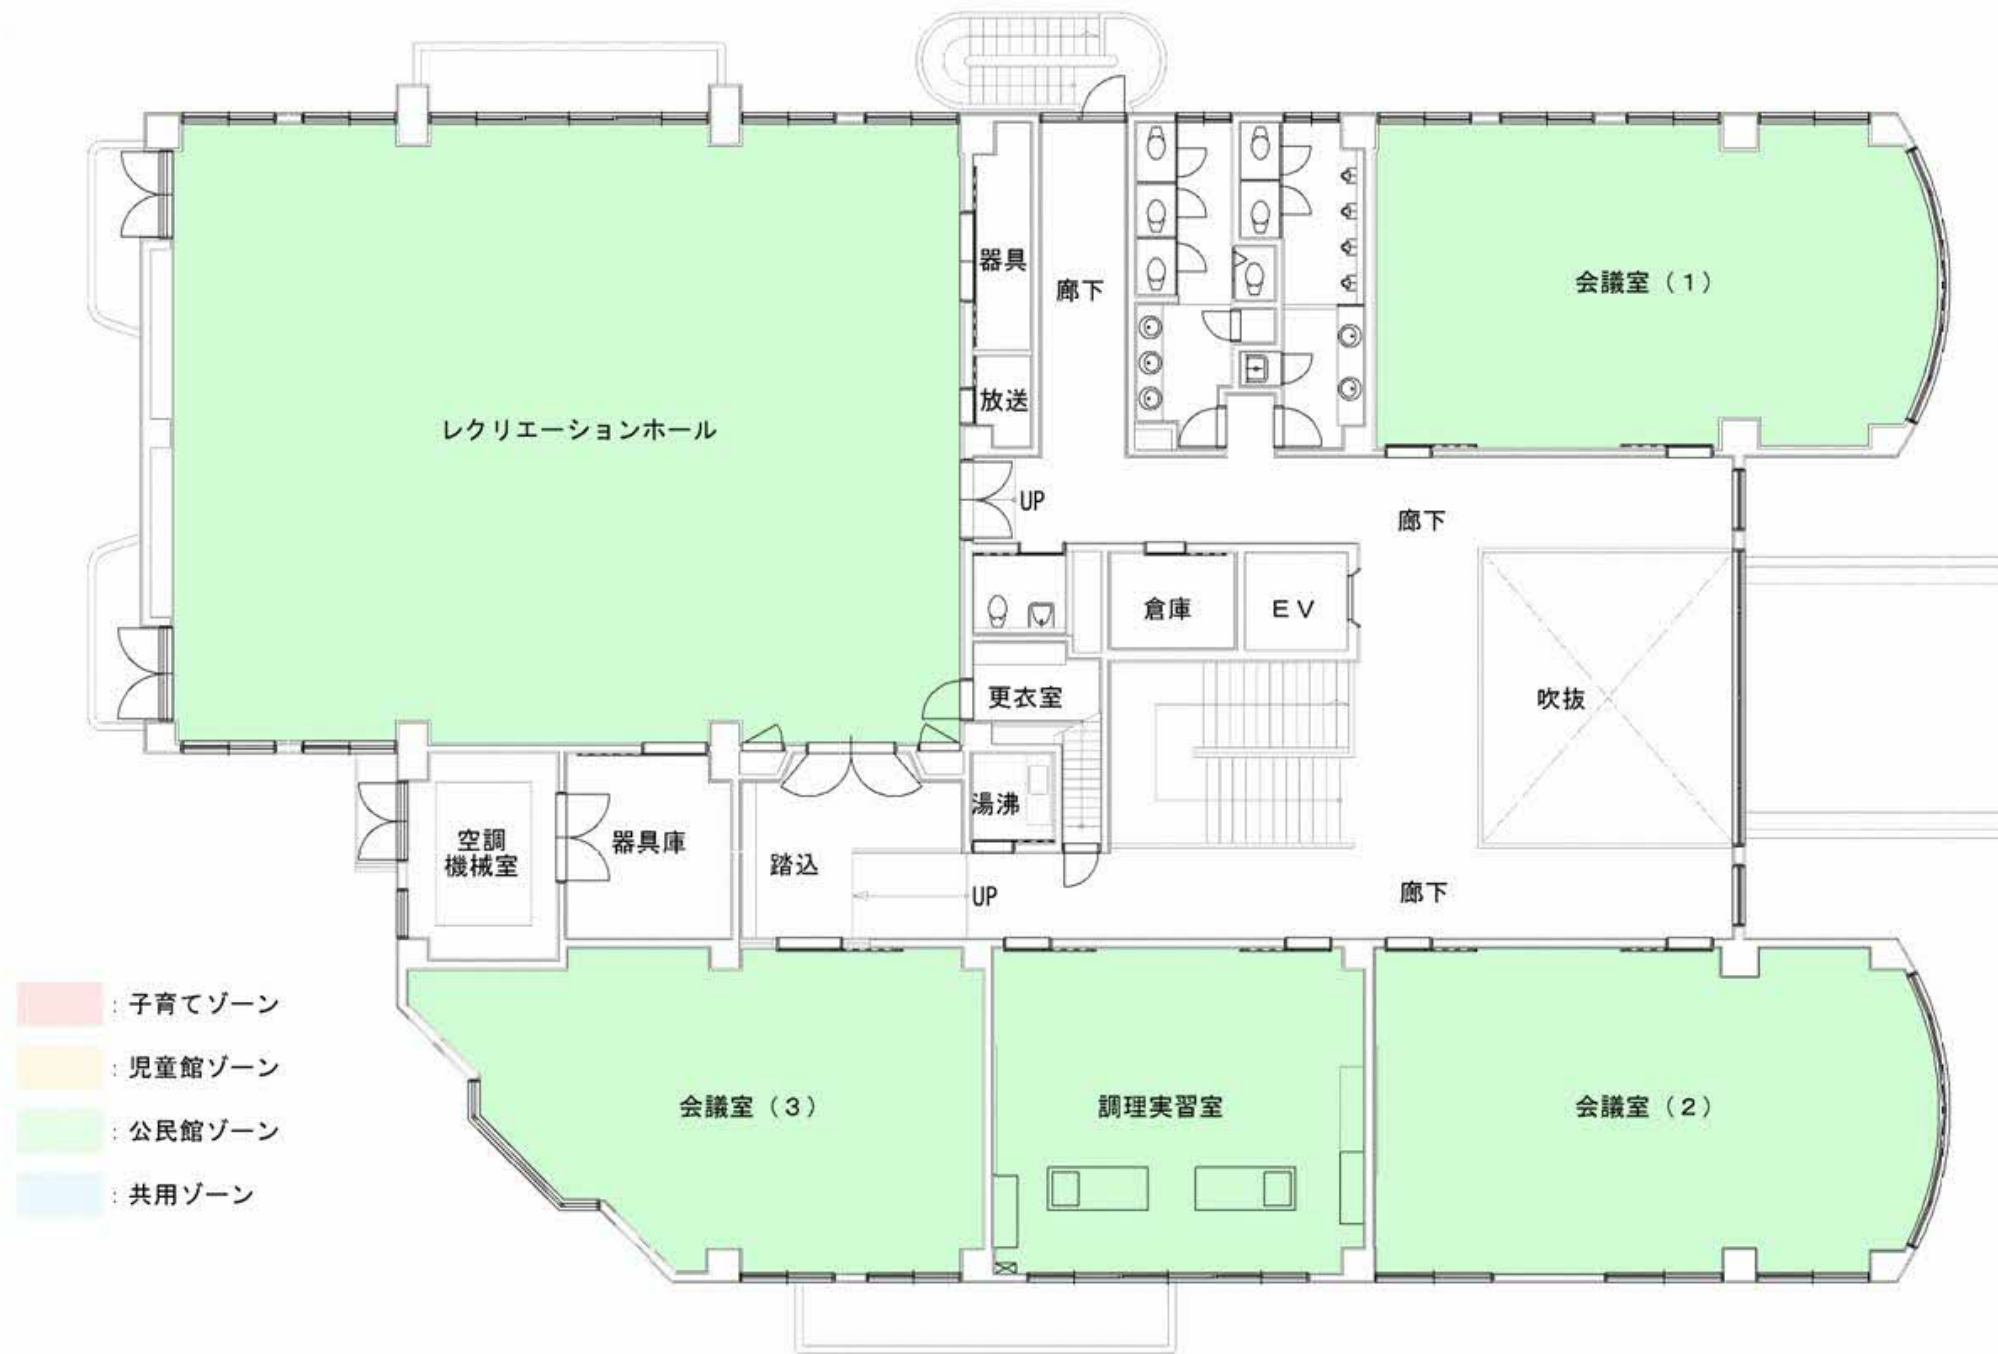 器具
廊下
会議室（１）
放送
レクリエーションホール
UP
廊下
倉庫
ＥＶ
更衣室
吹抜
湯沸
空調
機械室
器具庫
踏込
UP
廊下
：子育てゾーン
：児童館ゾーン
：公民館ゾーン
：共用ゾーン
会議室（３）
調理実習室
会議室（２）